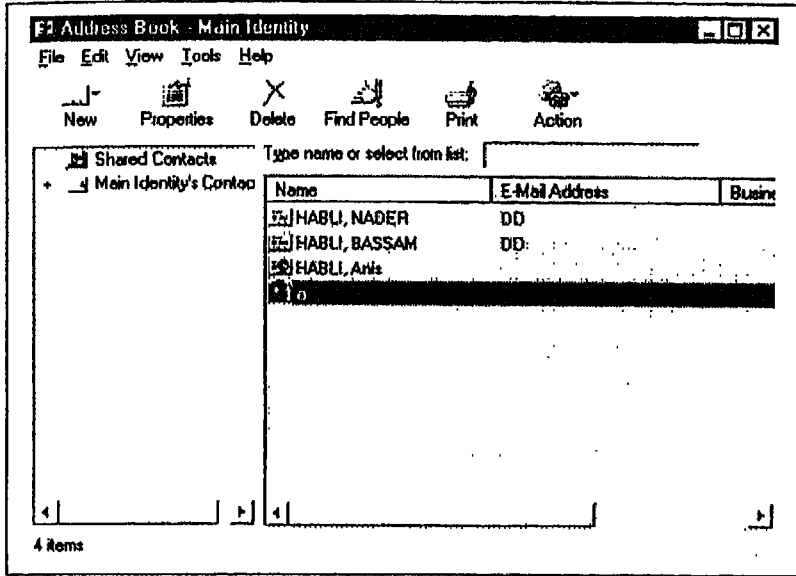 Address Book - Main Identity
File Edit View Tools Help
New Properties Delete Find People Print Action
Shared Contacts
Main Identity's Contac
Type name or select from list:
Name E-Mail Address Busine
HABLI, NADER DD
HABLI, BASSAM DD
HABLI, Anis
4 items